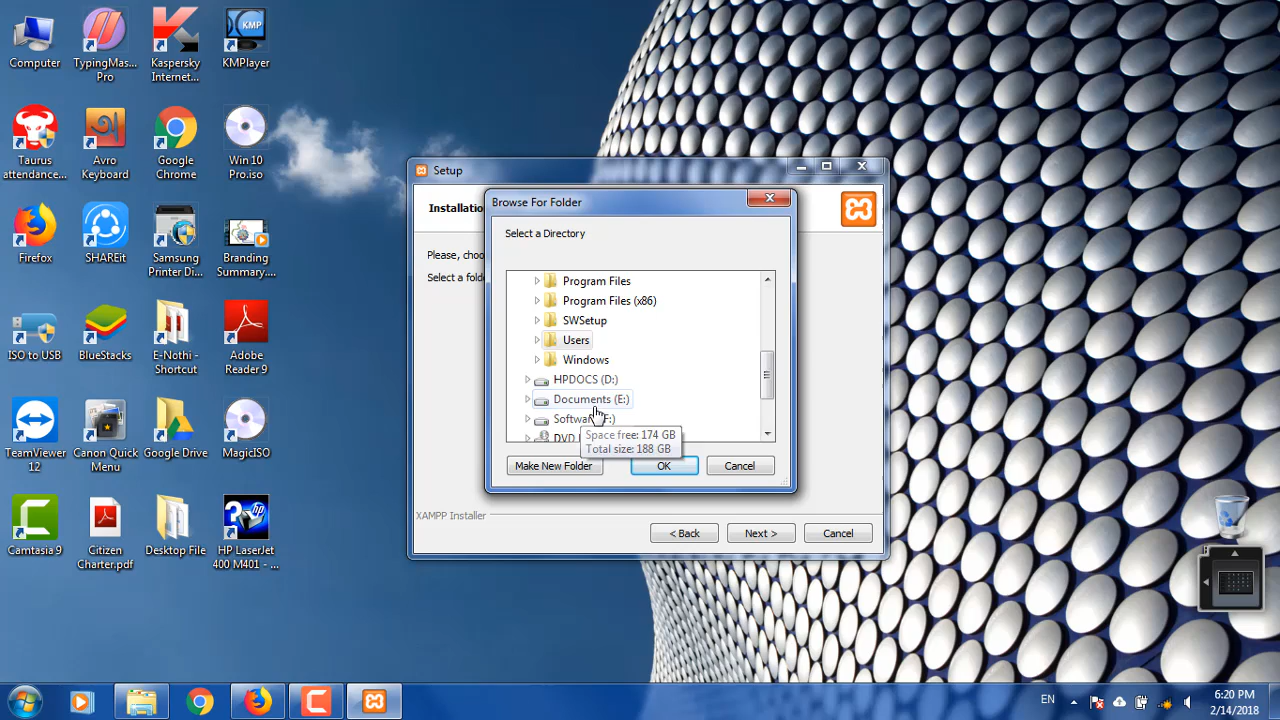 Computer
TypingMas...
Pro
Kaspersky
Internet...
KMPlayer
Taurus
attendance...
Avro
Keyboard
Google
Chrome
Win 10
Pro.iso
Firefox
SHAREit
Samsung
Printer Di...
Branding
Summary....
ISO to USB
BlueStacks
E-Nothi -
Shortcut
Adobe
Reader 9
TeamViewer
12
Canon Quick
Menu
Google Drive
MagicISO
Camtasia 9
Citizen
Charter.pdf
Desktop File
HP LaserJet
400 M401 - ...
Setup
Installatio
Please, choo
Select a folde
Browse For Folder
Select a Directory
Program Files
Program Files (x86)
SWSetup
Users
Windows
HPDOCS (D:)
Documents (E:)
Softwar F:)
DVD
Space free: 174 GB
Total size: 188 GB
Make New Folder
OK
Cancel
XAMPP Installer
< Back
Next >
Cancel
EN
6:20 PM
2/14/2018